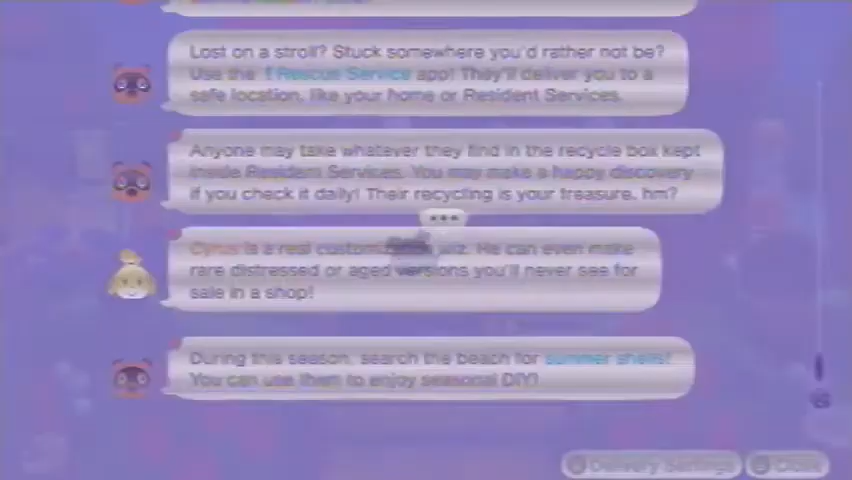 Lost on a stroll? Stuck somewhere you'd rather not be?
Use the Rescue Service app! They'll deliver you to a
safe location, like your home or Resident Services.
Anyone may take whatever they find in the recycle box kept
inside Resident Services. You may make a happy discovery
if you check it daily! Their recycling is your treasure, hm?
•••
Cyrus is a real wiz. He can even make
rare distressed or aged versions you'll never see for
sale in a shop!
During this season, search the beach for summer shells!
You can use them to enjoy seasonal DIY!
Delivery Settings
Close